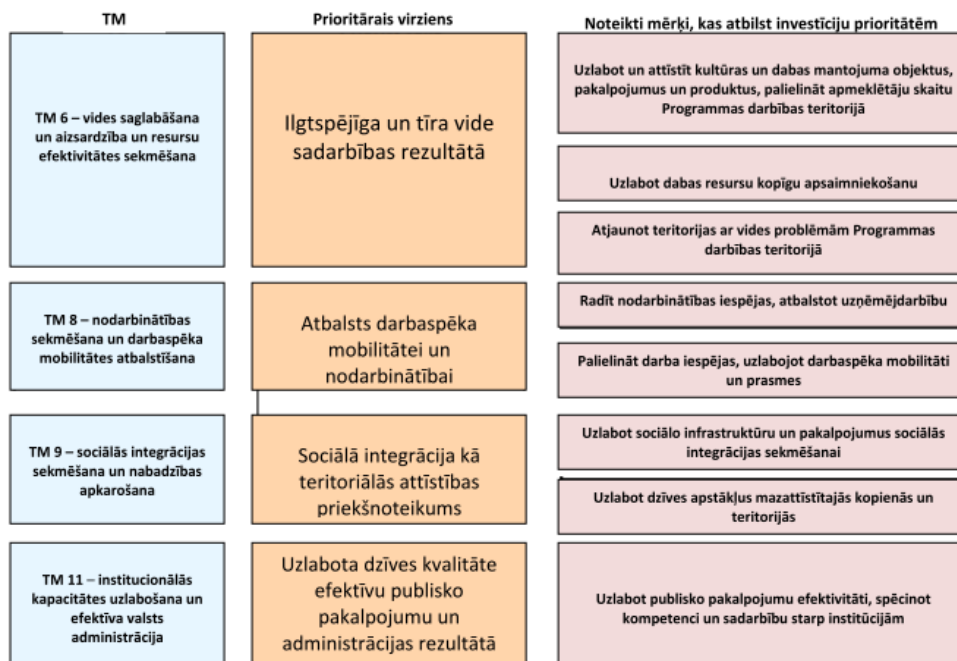 TM
Prioritārais virziens
Noteikti mērķi, kas atbilst investīciju prioritātēm
TM 6 – vides saglabāšana
un aizsardzība un resursu
efektivitātes sekmēšana
Ilgtspējīga un tīra vide
sadarbības rezultātā
Uzlabot un attīstīt kultūras un dabas mantojuma objektus,
pakalpojumus un produktus, palielināt apmeklētāju skaitu
Programmas darbības teritorijā
Uzlabot dabas resursu kopīgu apsaimniekošanu
Atjaunot teritorijas ar vides problēmām Programmas
darbības teritorijā
TM 8 – nodarbinātības
sekmēšana un darbaspēka
mobilitātes atbalstīšana
Atbalsts darbaspēka
mobilitātei un
nodarbinātībai
Radīt nodarbinātības iespējas, atbalstot uzņēmējdarbību
Palielināt darba iespējas, uzlabojot darbaspēka mobilitāti
un prasmes
TM 9 – sociālās integrācijas
sekmēšana un nabadzības
apkarošana
Sociālā integrācija kā
teritoriālās attīstības
priekšnoteikums
Uzlabot sociālo infrastruktūru un pakalpojumus sociālās
integrācijas sekmēšanai
Uzlabot dzīves apstākļus mazattīstītajās kopienās un
teritorijās
TM 11 – institucionālās
kapacitātes uzlabošana un
efektīva valsts
administrācija
Uzlabota dzīves kvalitāte
efektīvu publisko
pakalpojumu un
administrācijas rezultātā
Uzlabot publisko pakalpojumu efektivitāti, spēcinot
kompetenci un sadarbību starp institūcijām